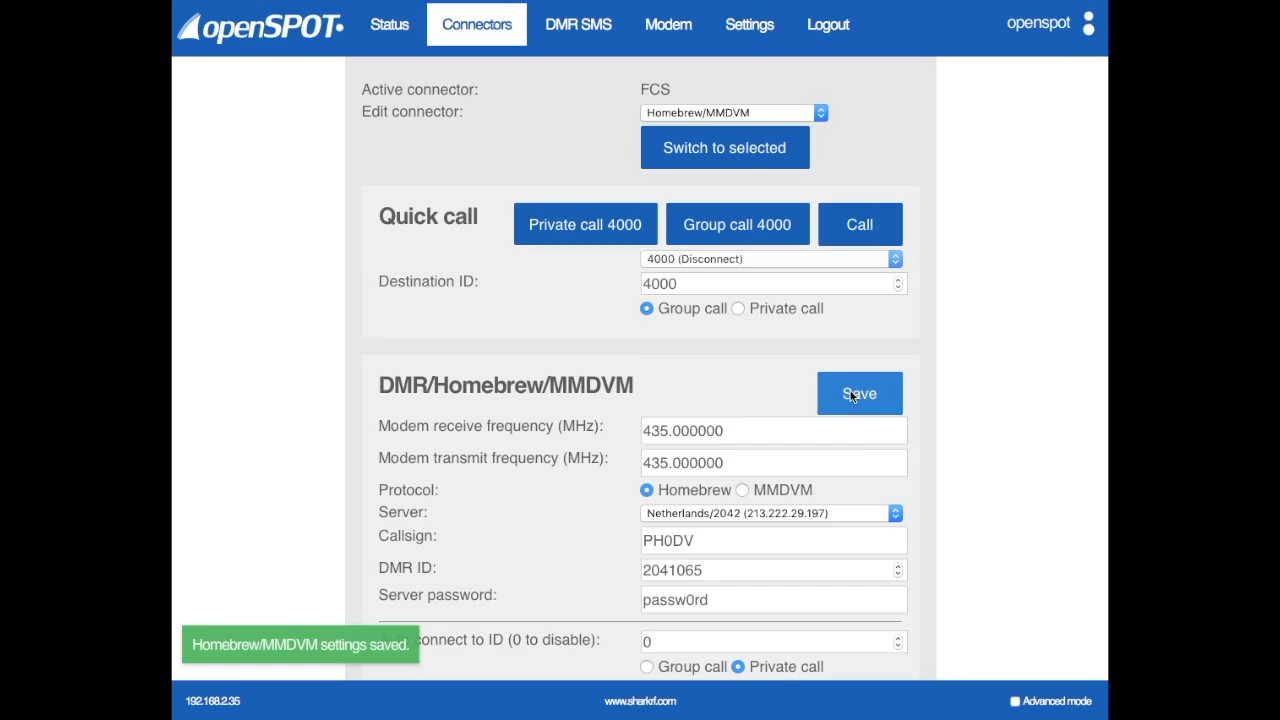 openSPOT
Status
Connectors
DMR SMS
Modem
Settings
Logout
openspot
Active connector:
FCS
Edit connector:
Homebrew/MMDVM
Switch to selected
Quick call
Private call 4000
Group call 4000
Call
4000 (Disconnect)
Destination ID:
4000
Group call
Private call
DMR/Homebrew/MMDVM
Save
Modem receive frequency (MHz):
435.000000
Modem transmit frequency (MHz):
435.000000
Protocol:
Homebrew
MMDVM
Server:
Netherlands/2042 (213.222.29.197)
Callsign:
PH0DV
DMR ID:
2041065
Server password:
passw0rd
Auto connect to ID (0 to disable):
0
Group call
Private call
Homebrew/MMDVM settings saved.
192.168.2.35
www.sharkrf.com
Advanced mode